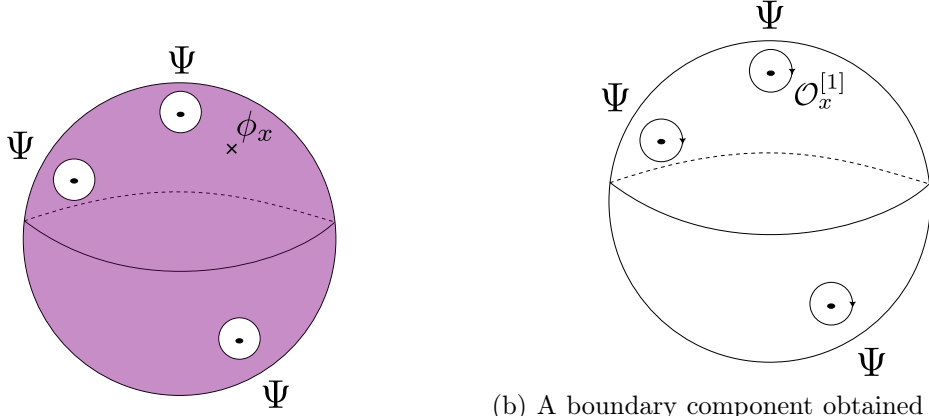 Ψ
ϕ_x
Ψ
Ψ
Ψ
Ψ
𝒪_x^{[1]}
Ψ
(b) A boundary component obtained